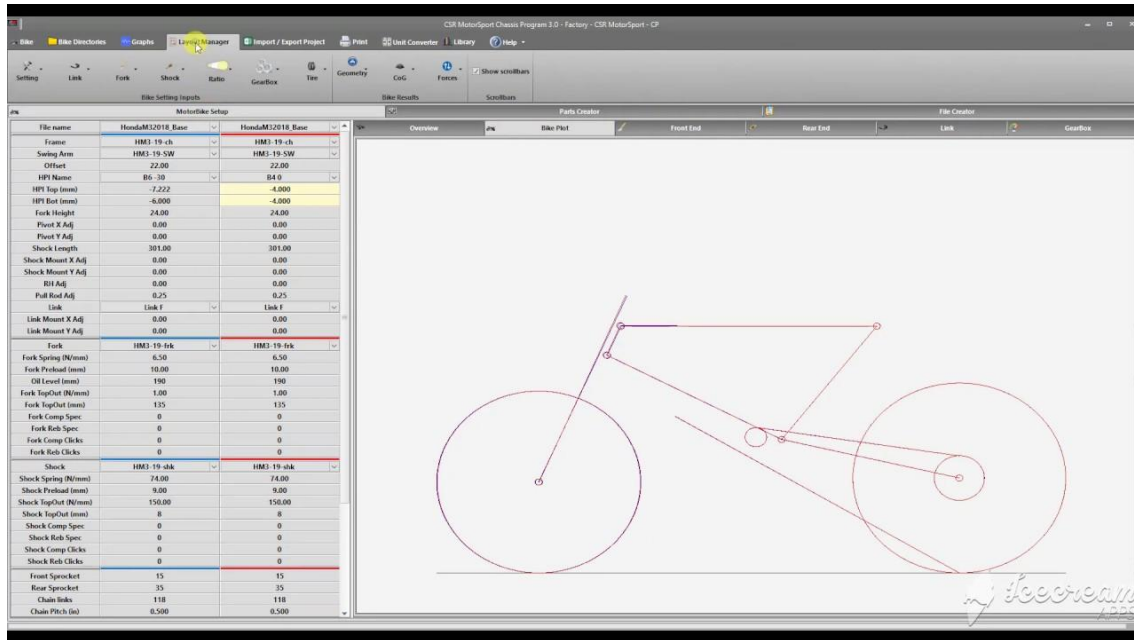 CSR MotorSport Chassis Program 3.0 - Factory - CSR MotorSport - CP
Bike Bike Directories Graphs Layout Manager Import / Export Project Print Unit Converter Library Help
Setting Link Fork Shock Ratio GearBox Tire Geometry CoG Forces Show scrollbars
Bike Setting Inputs Bike Results Scrollbars
MotorBike Setup Parts Creator File Creator
File name HondaM32018_Base HondaM32018_Base Overview Bike Plot Front End Rear End Link GearBox
Frame HM3-19-ch HM3-19-ch
Swing Arm HM3-19-SW HM3-19-SW
Offset 22.00 22.00
HPI Name B6 -30 B4 0
HPI Top (mm) -7.222 -4.000
HPI Bot (mm) -6.000 -4.000
Fork Height 24.00 24.00
Pivot X Adj 0.00 0.00
Pivot Y Adj 0.00 0.00
Shock Length 301.00 301.00
Shock Mount X Adj 0.00 0.00
Shock Mount Y Adj 0.00 0.00
RH Adj 0.00 0.00
Pull Rod Adj 0.25 0.25
Link Link F Link F
Link Mount X Adj 0.00 0.00
Link Mount Y Adj 0.00 0.00
Fork HM3-19-frk HM3-19-frk
Fork Spring (N/mm) 6.50 6.50
Fork Preload (mm) 10.00 10.00
Oil Level (mm) 190 190
Fork TopOut (N/mm) 1.00 1.00
Fork TopOut (mm) 135 135
Fork Comp Spec 0 0
Fork Reb Spec 0 0
Fork Comp Clicks 0 0
Fork Reb Clicks 0 0
Shock HM3-19-shk HM3-19-shk
Shock Spring (N/mm) 74.00 74.00
Shock Preload (mm) 9.00 9.00
Shock TopOut (N/mm) 150.00 150.00
Shock TopOut (mm) 8 8
Shock Comp Spec 0 0
Shock Reb Spec 0 0
Shock Comp Clicks 0 0
Shock Reb Clicks 0 0
Front Sprocket 15 15
Rear Sprocket 35 35
Chain links 118 118
Chain Pitch (in) 0.500 0.500
Icecream
APPS